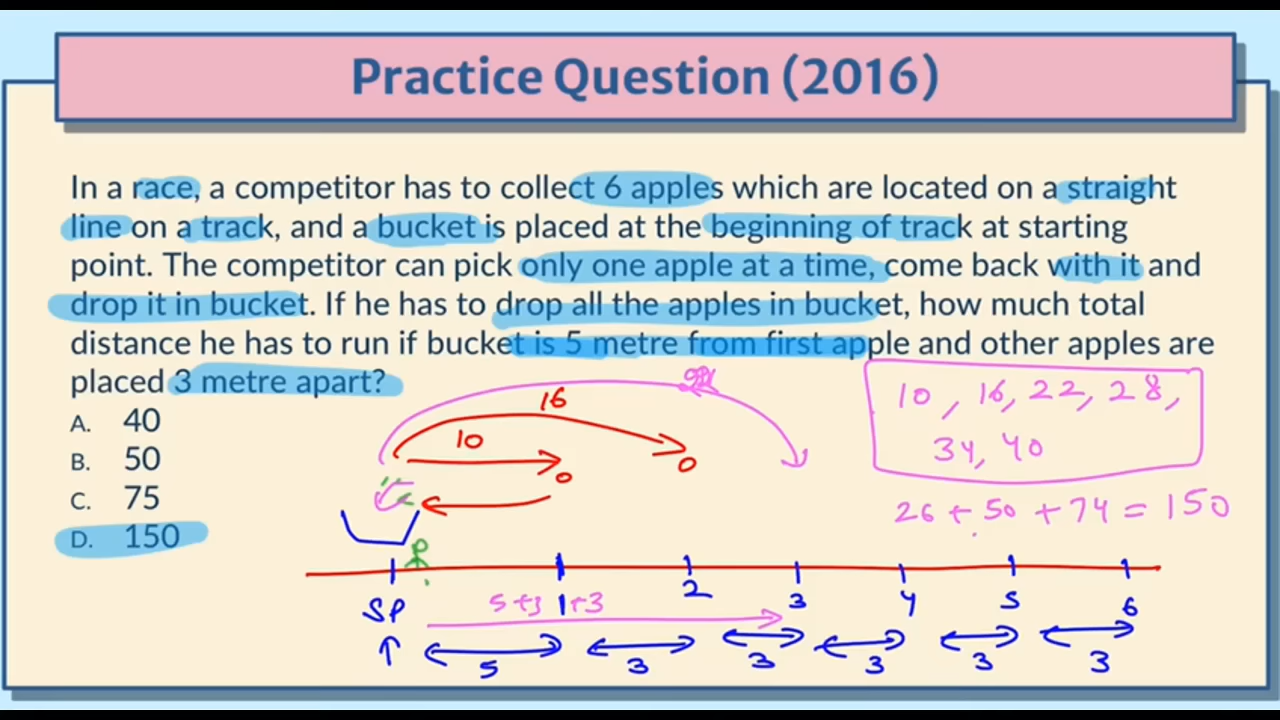 Practice Question (2016)
In a race, a competitor has to collect 6 apples which are located on a straight
line on a track, and a bucket is placed at the beginning of track at starting
point. The competitor can pick only one apple at a time, come back with it and
drop it in bucket. If he has to drop all the apples in bucket, how much total
distance he has to run if bucket is 5 metre from first apple and other apples are
placed 3 metre apart?
A. 40
B. 50
C. 75
D. 150
10, 16, 22, 28,
34, 40
26 + 50 + 74 = 150
16
10
SP 1 2 3 4 5 6
5+3 +3
5 3 3 3 3 3